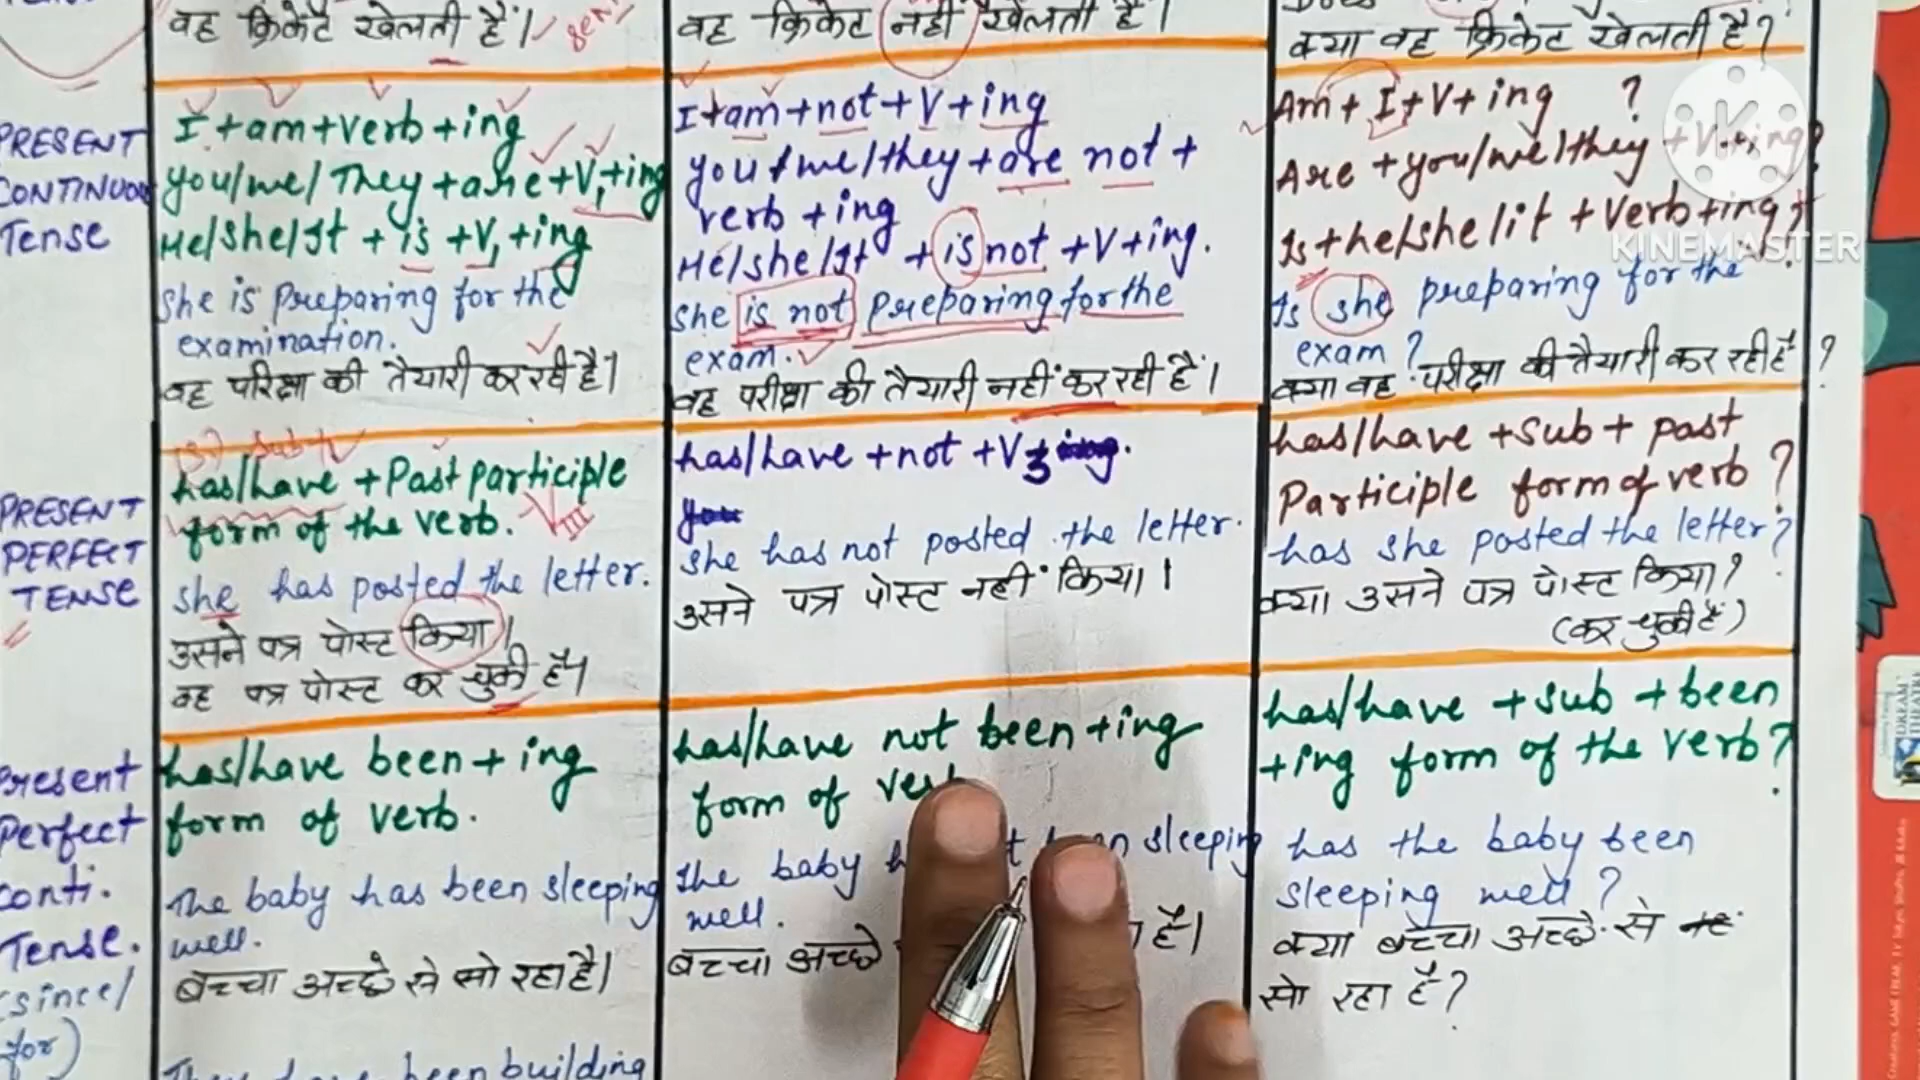 वह क्रिकेट खेलती है।
वह क्रिकेट नहीं खेलती है।
क्या वह क्रिकेट खेलती है?
PRESENT
CONTINUOUS
Tense
I + am + verb + ing
you/we/They + are + V1 + ing
He/she/It + is + V1 + ing
She is preparing for the
examination.
वह परिक्षा की तैयारी कर रही है।
I + am + not + V + ing
you/we/they + are not +
verb + ing
He/she/It + is not + V + ing.
She is not preparing for the
exam.
वह परीक्षा की तैयारी नहीं कर रही है।
Am + I + V + ing ?
Are + you/we/they + V + ing?
Is + he/she/it + Verb + ing?
Is she preparing for the
exam ?
क्या वह परीक्षा की तैयारी कर रही है ?
KINEMASTER
PRESENT
PERFECT
TENSE
has/have + Past participle
form of the verb.
III
She has posted the letter.
उसने पत्र पोस्ट किया।
वह पत्र पोस्ट कर चुकी है।
has/have + not + V3
you
She has not posted the letter.
उसने पत्र पोस्ट नहीं किया।
has/have + sub + past
Participle form of verb ?
has she posted the letter?
क्या उसने पत्र पोस्ट किया?
(कर चुकी है)
Present
Perfect
conti.
Tense.
(since/
for)
has/have been + ing
form of verb.
The baby has been sleeping
well.
बच्चा अच्छे से सो रहा है।
been building
has/have not been + ing
form of
The baby sleeping
well.
बच्चा अच्छे है।
has/have + sub + been
+ ing form of the verb?
has the baby been
sleeping well?
क्या बच्चा अच्छे से
सो रहा है?
DREAM
THEATRE